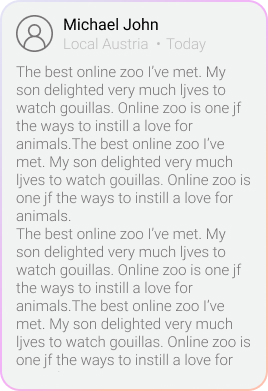 Michael John
Local Austria • Today
The best online zoo I've met. My
son delighted very much ljves to
watch gouillas. Online zoo is one jf
the ways to instill a love for
animals.The best online zoo I've
met. My son delighted very much
ljves to watch gouillas. Online zoo is
one jf the ways to instill a love for
animals.
The best online zoo I've met. My
son delighted very much ljves to
watch gouillas. Online zoo is one jf
the ways to instill a love for
animals.The best online zoo I've
met. My son delighted very much
ljves to watch gouillas. Online zoo is
one jf the ways to instill a love for